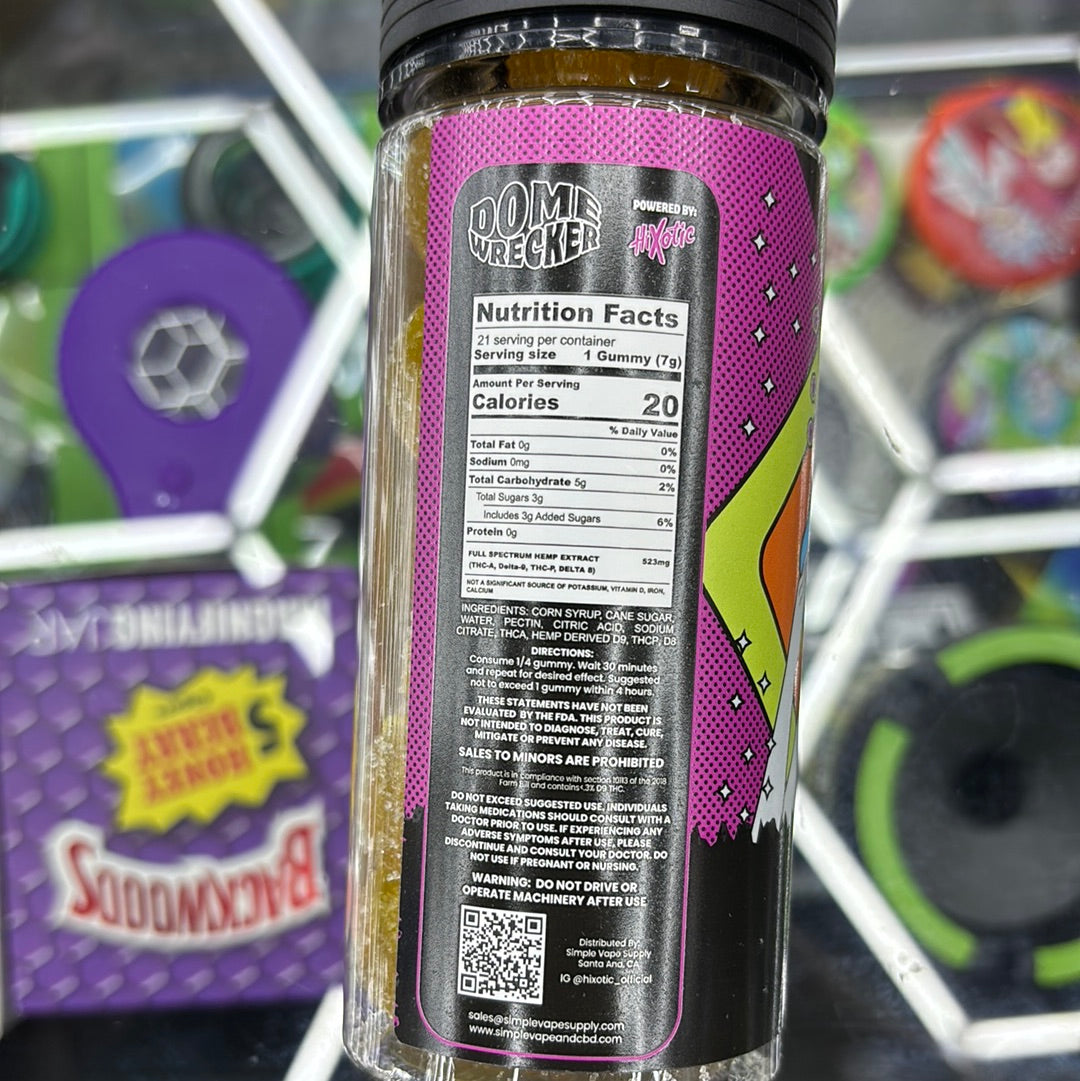 DOME
WRECKER
POWERED BY:
HiXotic
Nutrition Facts
21 serving per container
Serving size 1 Gummy (7g)
Amount Per Serving
Calories 20
% Daily Value
Total Fat 0g 0%
Sodium 0mg 0%
Total Carbohydrate 5g 2%
Total Sugars 3g
Includes 3g Added Sugars 6%
Protein 0g
FULL SPECTRUM HEMP EXTRACT 523mg
(THC-A, Delta-9, THC-P, DELTA 8)
NOT A SIGNIFICANT SOURCE OF POTASSIUM, VITAMIN D, IRON,
CALCIUM
INGREDIENTS: CORN SYRUP, CANE SUGAR,
WATER, PECTIN, CITRIC ACID, SODIUM
CITRATE, THCA, HEMP DERIVED D9, THCP, D8
DIRECTIONS:
Consume 1/4 gummy. Wait 30 minutes
and repeat for desired effect. Suggested
not to exceed 1 gummy within 4 hours.
THESE STATEMENTS HAVE NOT BEEN
EVALUATED BY THE FDA. THIS PRODUCT IS
NOT INTENDED TO DIAGNOSE, TREAT, CURE,
MITIGATE OR PREVENT ANY DISEASE.
SALES TO MINORS ARE PROHIBITED
This product is in compliance with section 10113 of the 2018
Farm Bill and contains <.3% D9 THC.
DO NOT EXCEED SUGGESTED USE, INDIVIDUALS
TAKING MEDICATIONS SHOULD CONSULT WITH A
DOCTOR PRIOR TO USE. IF EXPERIENCING ANY
ADVERSE SYMPTOMS AFTER USE, PLEASE
DISCONTINUE AND CONSULT YOUR DOCTOR. DO
NOT USE IF PREGNANT OR NURSING.
WARNING: DO NOT DRIVE OR
OPERATE MACHINERY AFTER USE
Distributed By:
Simple Vape Supply
Santa Ana, CA
IG @hixotic_official
sales@simplevapesupply.com
www.simplevapeandcbd.com
MAGNIFYING JAR
5
HONEY
BERRY
BACKWOODS